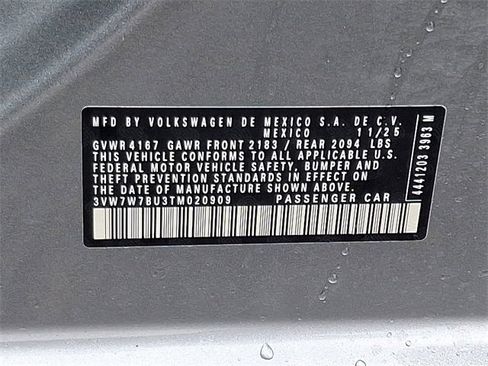 MFD BY VOLKSWAGEN DE MEXICO S.A. DE C.V.
MEXICO 11/25
GVWR 4167 GAWR FRONT 2183 / REAR 2094 LBS
THIS VEHICLE CONFORMS TO ALL APPLICABLE U.S.
FEDERAL MOTOR VEHICLE SAFETY, BUMPER AND
THEFT PREVENTION STANDARDS IN EFFECT ON
THE DATE OF MANUFACTURE SHOWN ABOVE.
3VW7W7BU3TM020909 PASSENGER CAR
4441203 3963 M